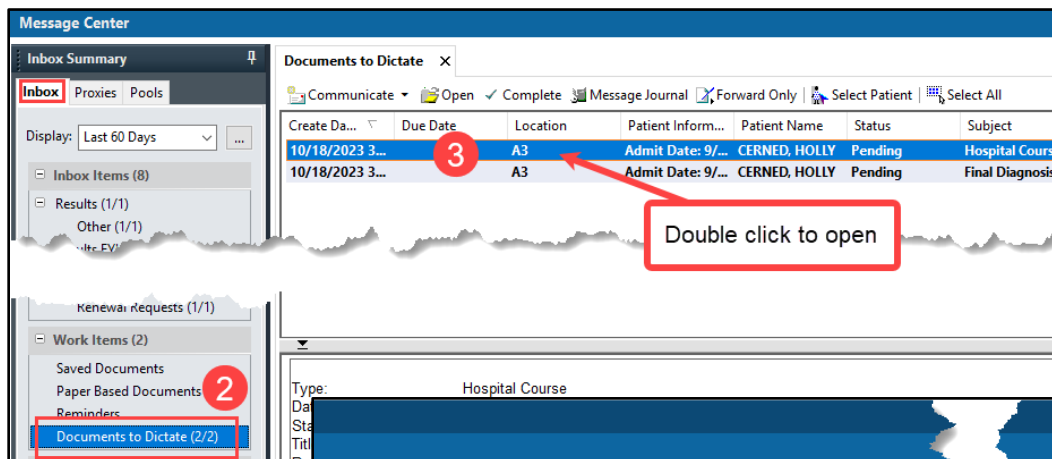 Message Center
Inbox Summary
Inbox Proxies Pools
Display: Last 60 Days ...
Inbox Items (8)
Results (1/1)
Other (1/1)
Renewal Requests (1/1)
Work Items (2)
Saved Documents
Paper Based Documents
2
Reminders
Documents to Dictate (2/2)
Documents to Dictate X
Communicate Open Complete Message Journal Forward Only Select Patient Select All
Create Da... Due Date Location Patient Inform... Patient Name Status Subject
10/18/2023 3... A3 Admit Date: 9/... CERNED, HOLLY Pending Hospital Cours
10/18/2023 3... A3 Admit Date: 9/... CERNED, HOLLY Pending Final Diagnosis
3
Double click to open
Type: Hospital Course